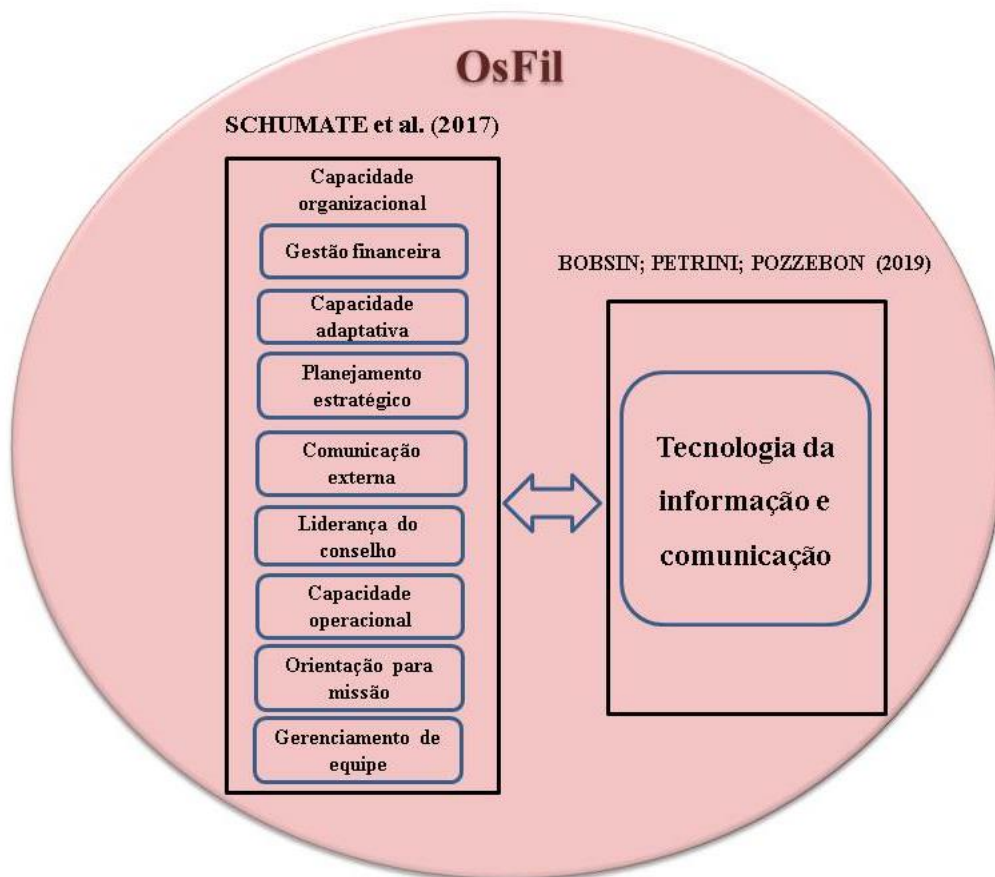 OsFil
SCHUMATE et al. (2017)
Capacidade
organizacional
Gestão financeira
Capacidade
adaptativa
Planejamento
estratégico
Comunicação
externa
Liderança do
conselho
Capacidade
operacional
Orientação para
missão
Gerenciamento de
equipe
BOBSIN; PETRINI; POZZEBON (2019)
Tecnologia da
informação e
comunicação